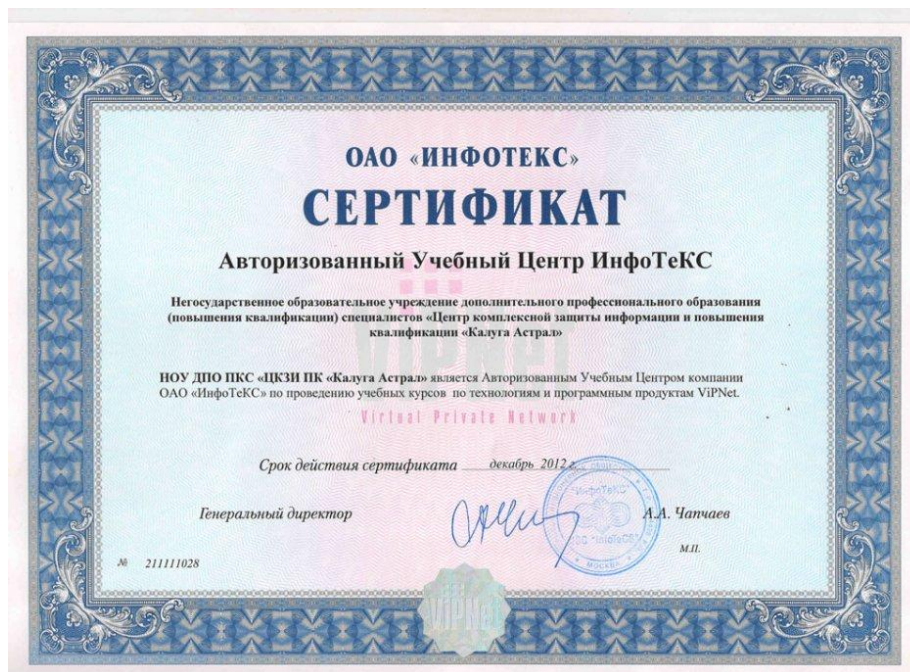 ОАО «ИНФОТЕКС»
СЕРТИФИКАТ
Авторизованный Учебный Центр ИнфоТеКС
Негосударственное образовательное учреждение дополнительного профессионального образования
(повышения квалификации) специалистов «Центр комплексной защиты информации и повышения
квалификации «Калуга Астрал»
ViPNet
НОУ ДПО ПКС «ЦКЗИ ПК «Калуга Астрал» является Авторизованным Учебным Центром компании
ОАО «ИнфоТеКС» по проведению учебных курсов по технологиям и программным продуктам ViPNet.
Virtual Private Network
Срок действия сертификата декабрь 2012 г.
"ИнфоТеКС"
МОСКВА
Генеральный директор А.А. Чапчаев
М.П.
№ 211111028
ViPNet